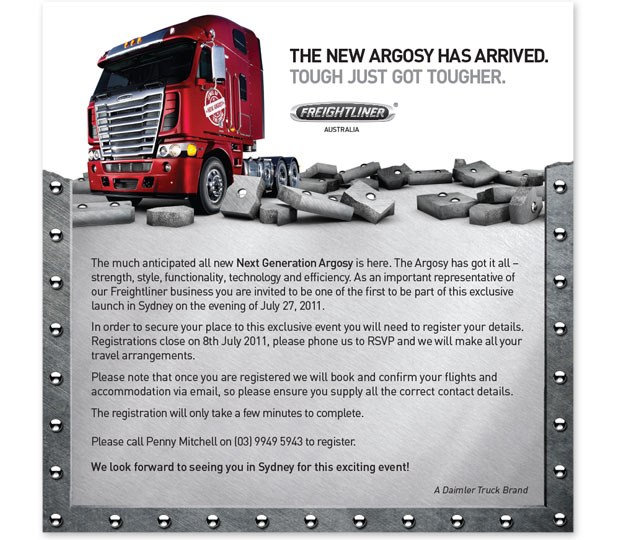 THE NEW ARGOSY HAS ARRIVED.
TOUGH JUST GOT TOUGHER.
FREIGHTLINER®
AUSTRALIA
The much anticipated all new Next Generation Argosy is here. The Argosy has got it all –
strength, style, functionality, technology and efficiency. As an important representative of
our Freightliner business you are invited to be one of the first to be part of this exclusive
launch in Sydney on the evening of July 27, 2011.
In order to secure your place to this exclusive event you will need to register your details.
Registrations close on 8th July 2011, please phone us to RSVP and we will make all your
travel arrangements.
Please note that once you are registered we will book and confirm your flights and
accommodation via email, so please ensure you supply all the correct contact details.
The registration will only take a few minutes to complete.
Please call Penny Mitchell on (03) 9949 5943 to register.
We look forward to seeing you in Sydney for this exciting event!
A Daimler Truck Brand